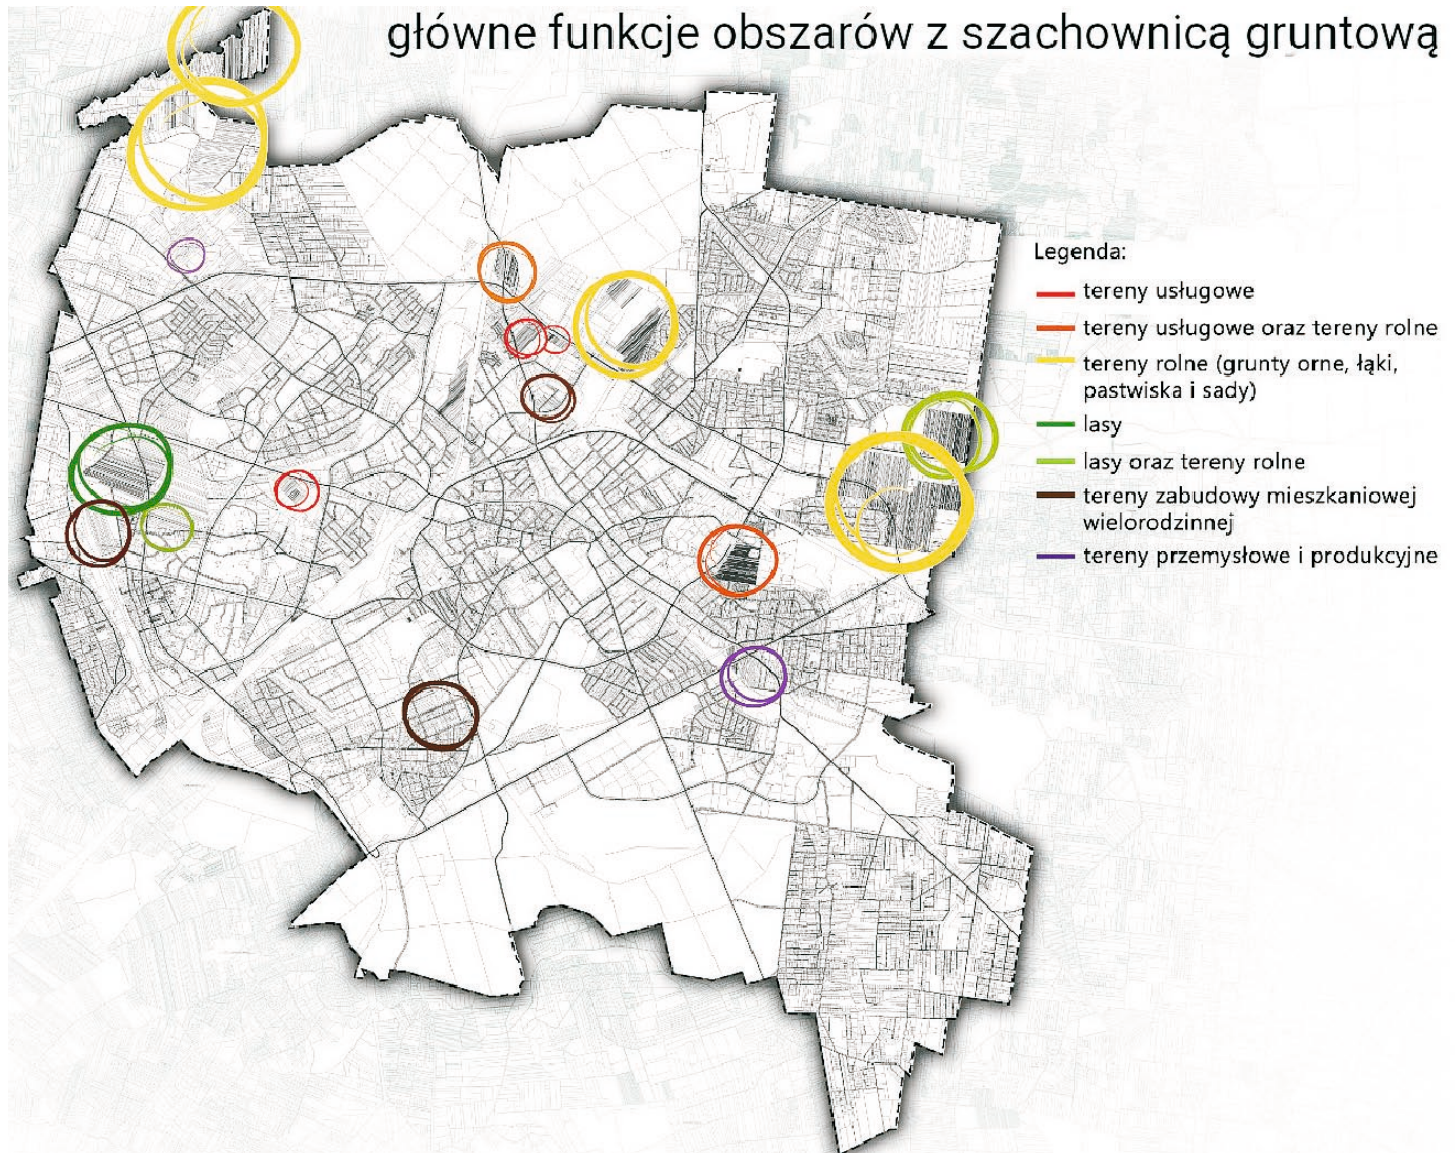 główne funkcje obszarów z szachownicą gruntową
Legenda:
tereny usługowe
tereny usługowe oraz tereny rolne
tereny rolne (grunty orne, łąki,
pastwiska i sady)
lasy
lasy oraz tereny rolne
tereny zabudowy mieszkaniowej
wielorodzinnej
tereny przemysłowe i produkcyjne